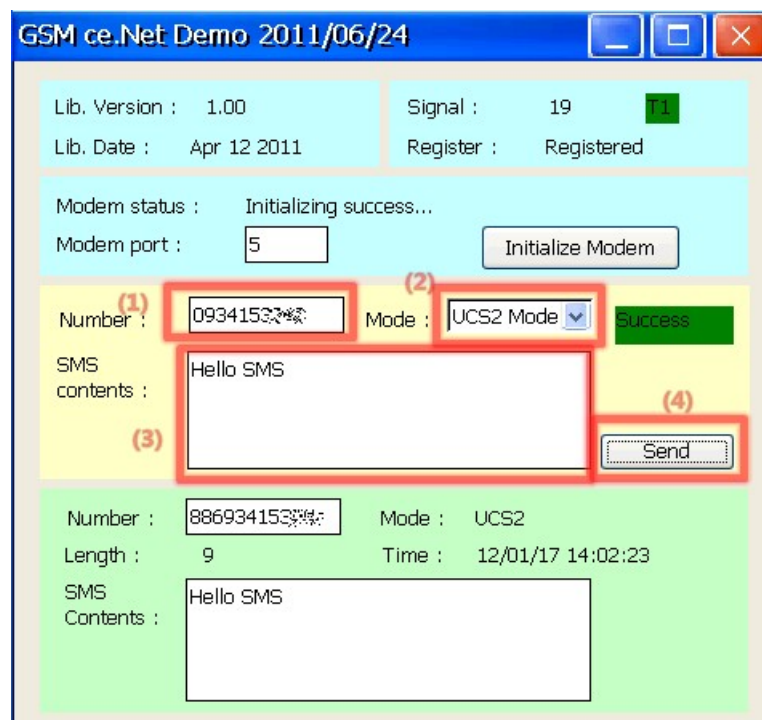 GSM ce.Net Demo 2011/06/24
Lib. Version : 1.00 Signal : 19 T1
Lib. Date : Apr 12 2011 Register : Registered
Modem status : Initializing success...
Modem port : 5 Initialize Modem
(1) (2)
Number : Mode : UCS2 Mode Success
SMS contents : Hello SMS
(3) (4)
Send
Number : Mode : UCS2
Length : 9 Time : 12/01/17 14:02:23
SMS Contents : Hello SMS